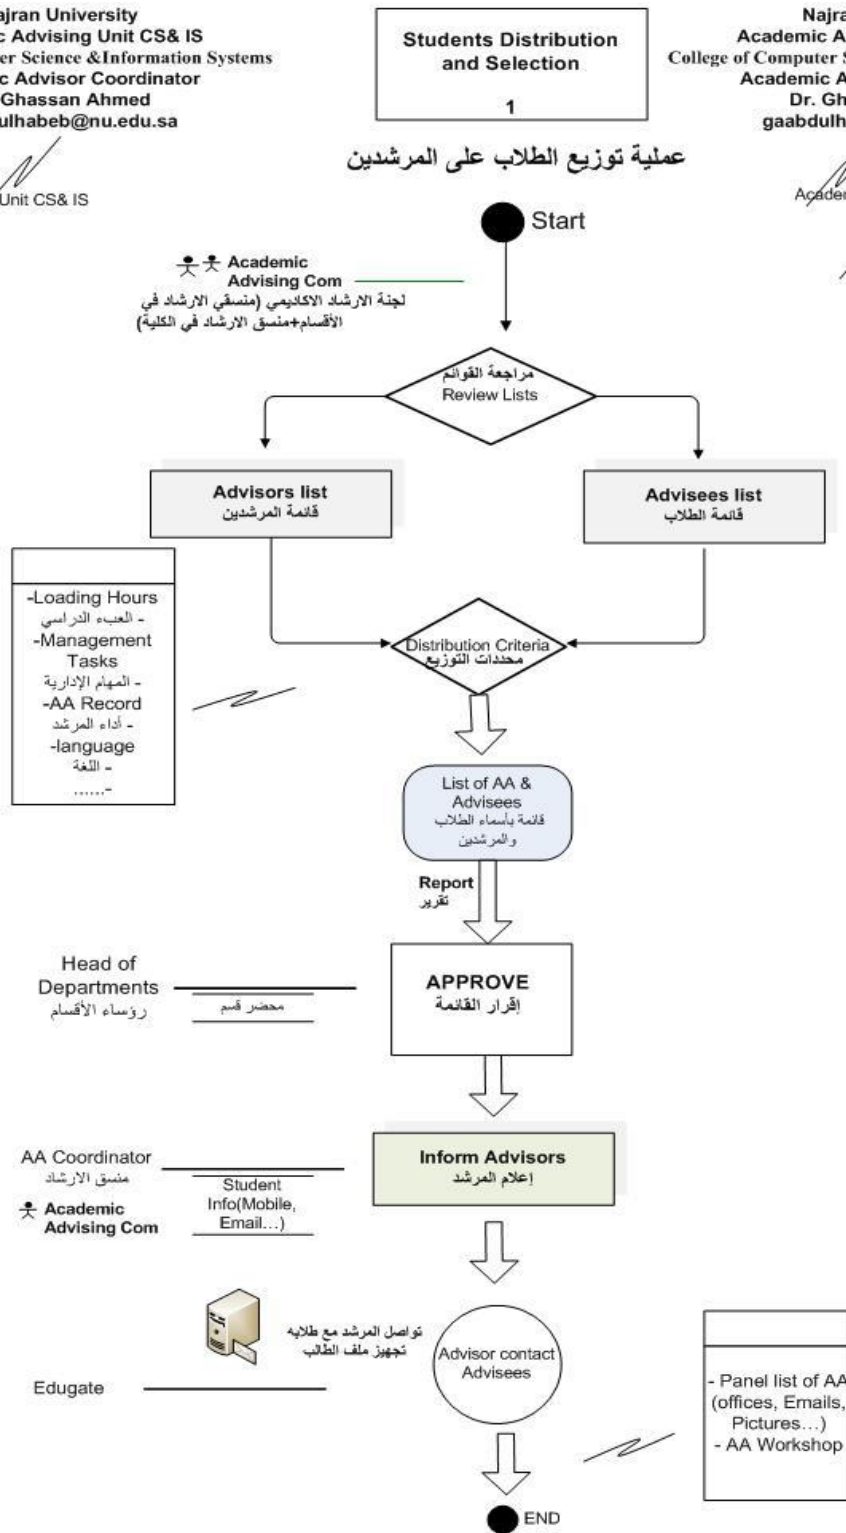 ajran University
c Advising Unit CS& IS
er Science &Information Systems
c Advisor Coordinator
Ghassan Ahmed
ulhabeb@nu.edu.sa
Unit CS& IS
Students Distribution
and Selection
1
Najra
Academic A
College of Computer S
Academic A
Dr. Gh
gaabdulh
Academ
عملية توزيع الطلاب على المرشدين
Start
Academic
Advising Com
لجنة الارشاد الاكاديمي (منسقي الارشاد في
الأقسام+منسق الارشاد في الكلية)
مراجعة القوائم
Review Lists
Advisors list
قائمة المرشدين
Advisees list
قائمة الطلاب
-Loading Hours
- العبء الدراسي
-Management
Tasks
- المهام الإدارية
-AA Record
- أداء المرشد
-language
- اللغة
-......
Distribution Criteria
محددات التوزيع
List of AA &
Advisees
قائمة بأسماء الطلاب
والمرشدين
Report
تقرير
Head of
Departments
رؤساء الأقسام
محضر قسم
APPROVE
إقرار القائمة
AA Coordinator
منسق الارشاد
Academic
Advising Com
Student
Info(Mobile,
Email…)
Inform Advisors
إعلام المرشد
تواصل المرشد مع طلابه
تجهيز ملف الطالب
Edugate
Advisor contact
Advisees
- Panel list of AA
(offices, Emails,
Pictures…)
- AA Workshop
END